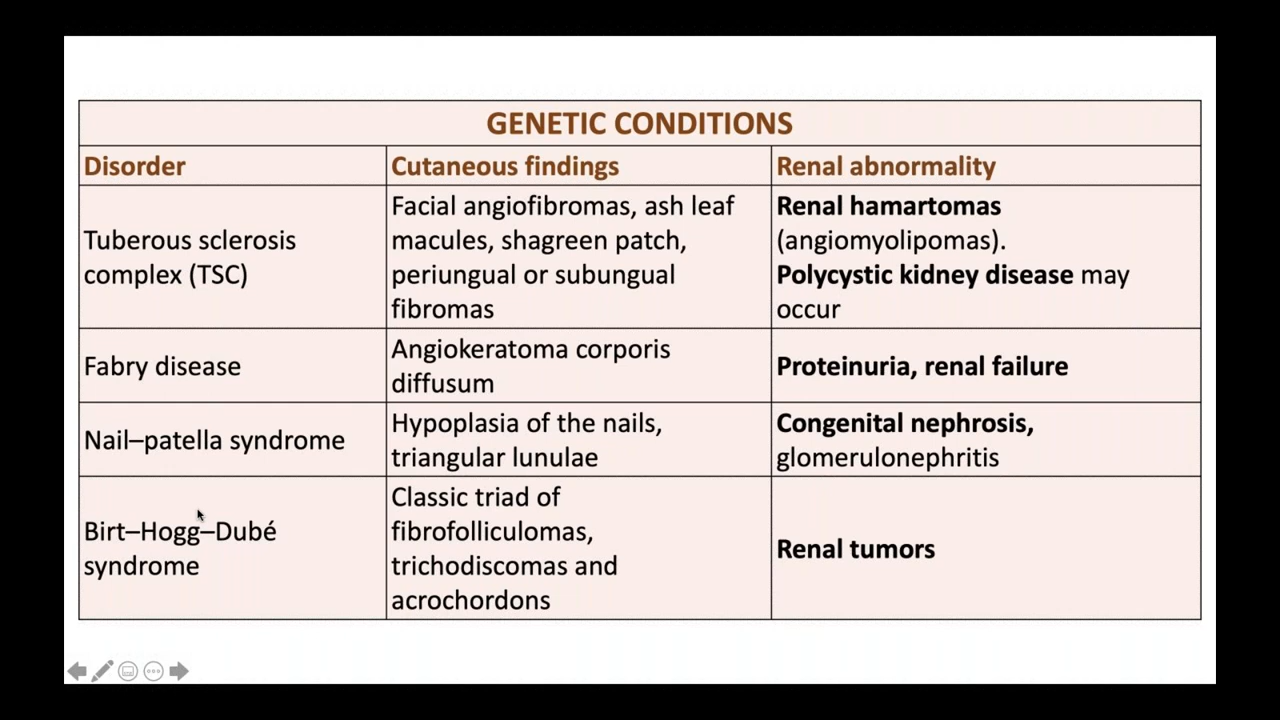 GENETIC CONDITIONS
Disorder
Cutaneous findings
Renal abnormality
Tuberous sclerosis
complex (TSC)
Facial angiofibromas, ash leaf
macules, shagreen patch,
periungual or subungual
fibromas
Renal hamartomas
(angiomyolipomas).
Polycystic kidney disease may
occur
Fabry disease
Angiokeratoma corporis
diffusum
Proteinuria, renal failure
Nail–patella syndrome
Hypoplasia of the nails,
triangular lunulae
Congenital nephrosis,
glomerulonephritis
Birt–Hogg–Dubé
syndrome
Classic triad of
fibrofolliculomas,
trichodiscomas and
acrochordons
Renal tumors